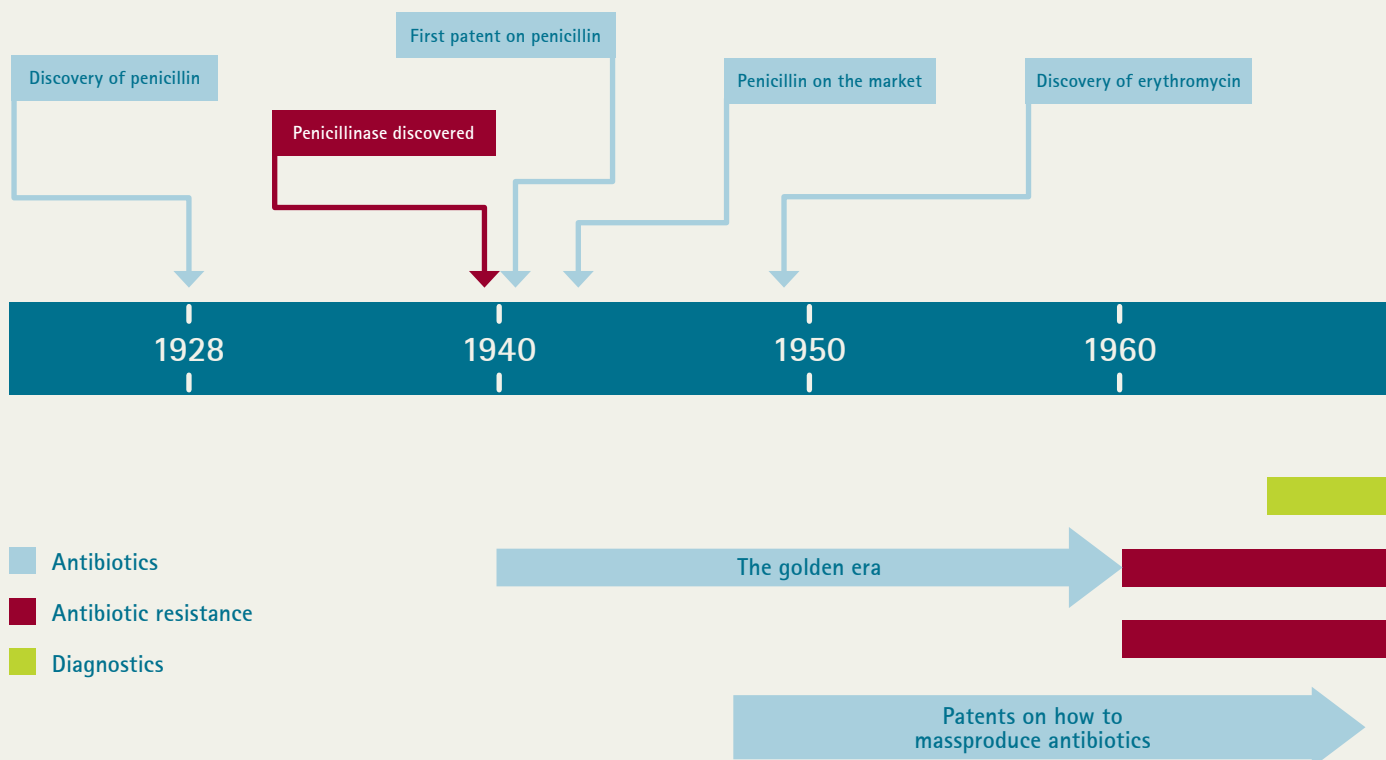 First patent on penicillin
Discovery of penicillin
Penicillin on the market
Discovery of erythromycin
Penicillinase discovered
1928
1940
1950
1960
Antibiotics
Antibiotic resistance
Diagnostics
The golden era
Patents on how to
massproduce antibiotics